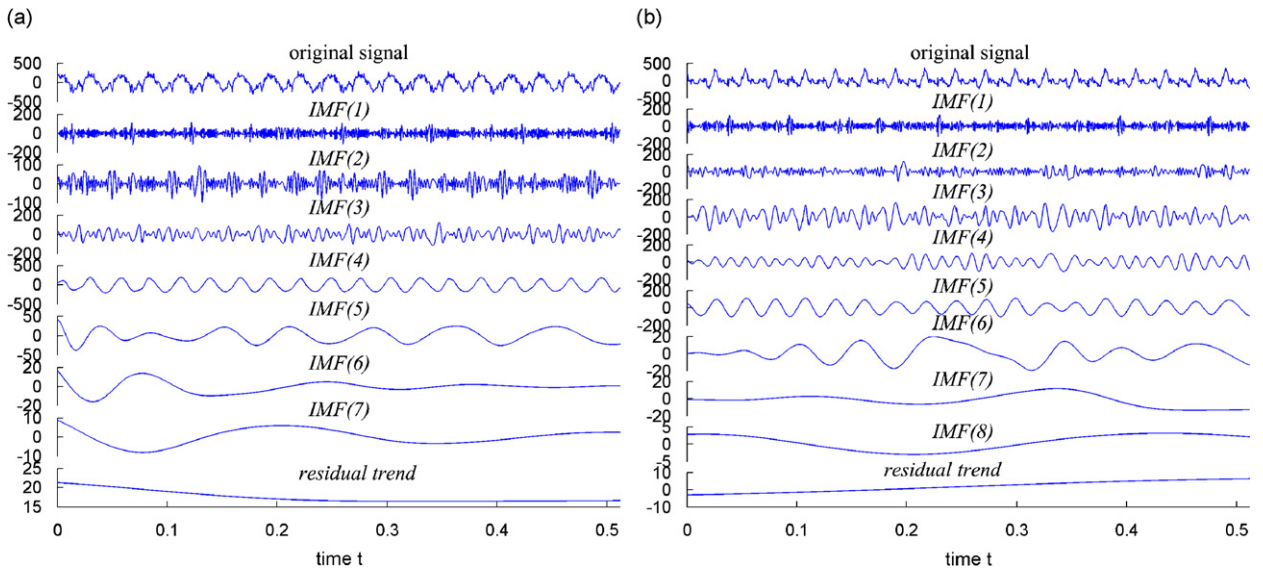 (a)
original signal
500
0
-500
IMF(1)
200
0
-200
IMF(2)
100
0
-100
IMF(3)
200
0
-200
IMF(4)
500
0
-500
IMF(5)
50
0
-50
IMF(6)
20
0
-20
IMF(7)
10
0
-10
residual trend
25
20
15
0 0.1 0.2 0.3 0.4 0.5
time t
(b)
original signal
500
0
-500
IMF(1)
200
0
-200
IMF(2)
200
0
-200
IMF(3)
200
0
-200
IMF(4)
200
0
-200
IMF(5)
200
0
-200
IMF(6)
20
0
-20
IMF(7)
20
0
-20
IMF(8)
5
0
-5
residual trend
10
0
-10
0 0.1 0.2 0.3 0.4 0.5
time t